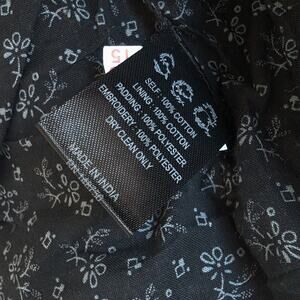 SELF : 100% COTTON
LINING : 100% COTTON
PADDING : 100% POLYESTER
EMBROIDERY : 100% POLYESTER
DRY CLEAN ONLY
MADE IN INDIA